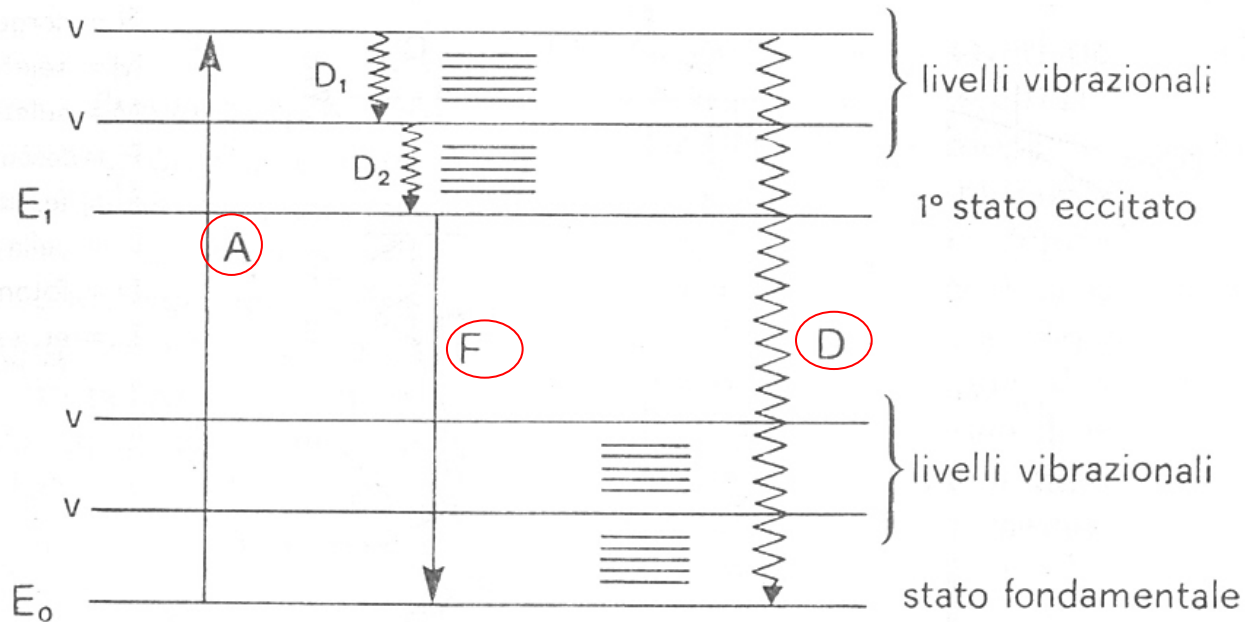 v
D₁
livelli vibrazionali
v
D₂
E₁
1° stato eccitato
A
F
D
v
livelli vibrazionali
v
E₀
stato fondamentale